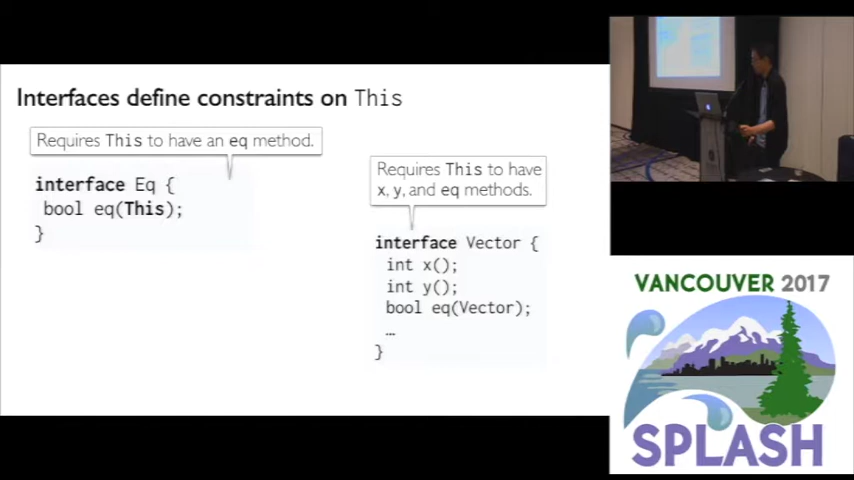 Interfaces define constraints on This
Requires This to have an eq method.
interface Eq {
bool eq(This);
}
Requires This to have
x, y, and eq methods.
interface Vector {
int x();
int y();
bool eq(Vector);
…
}
VANCOUVER 2017
SPLASH